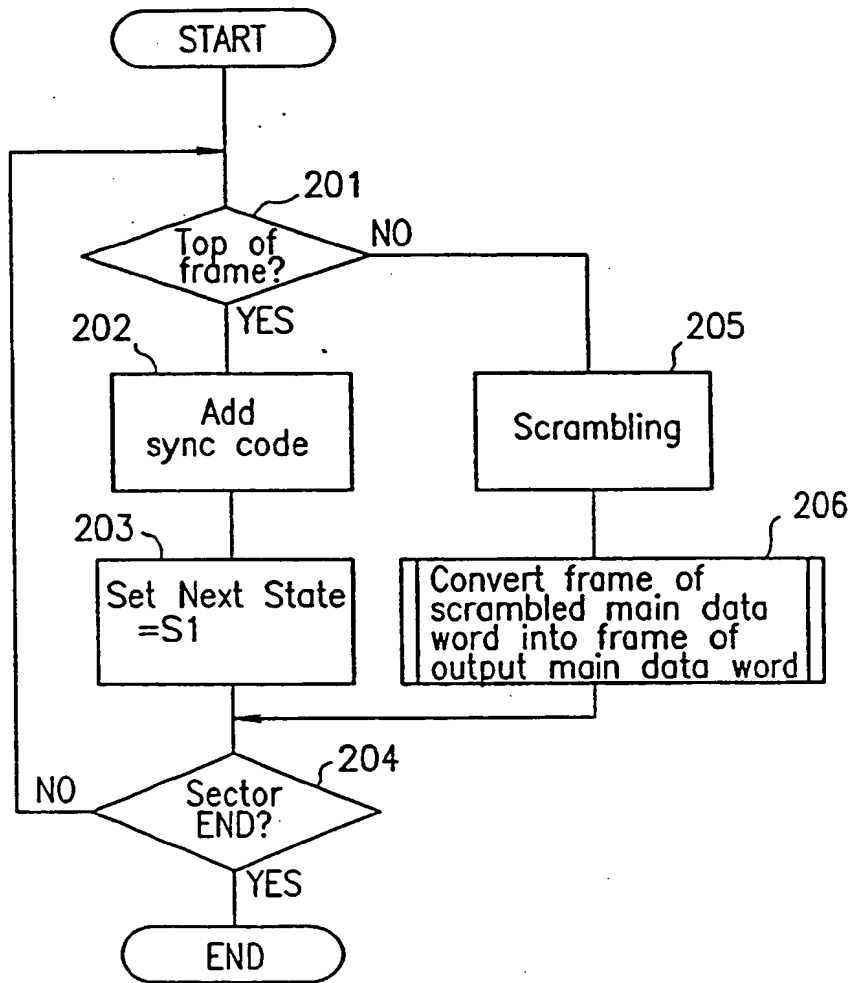 START
201
Top of
frame?
NO
YES
202
Add
sync code
205
Scrambling
203
Set Next State
=S1
206
Convert frame of
scrambled main data
word into frame of
output main data word
204
Sector
END?
NO
YES
END